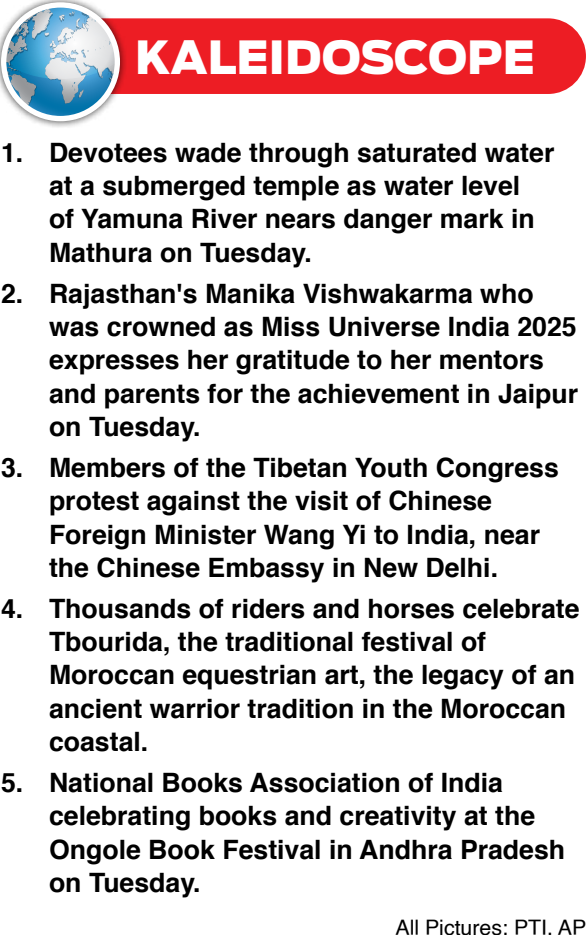 KALEIDOSCOPE
1. Devotees wade through saturated water
at a submerged temple as water level
of Yamuna River nears danger mark in
Mathura on Tuesday.
2. Rajasthan's Manika Vishwakarma who
was crowned as Miss Universe India 2025
expresses her gratitude to her mentors
and parents for the achievement in Jaipur
on Tuesday.
3. Members of the Tibetan Youth Congress
protest against the visit of Chinese
Foreign Minister Wang Yi to India, near
the Chinese Embassy in New Delhi.
4. Thousands of riders and horses celebrate
Tbourida, the traditional festival of
Moroccan equestrian art, the legacy of an
ancient warrior tradition in the Moroccan
coastal.
5. National Books Association of India
celebrating books and creativity at the
Ongole Book Festival in Andhra Pradesh
on Tuesday.
All Pictures: PTI. AP